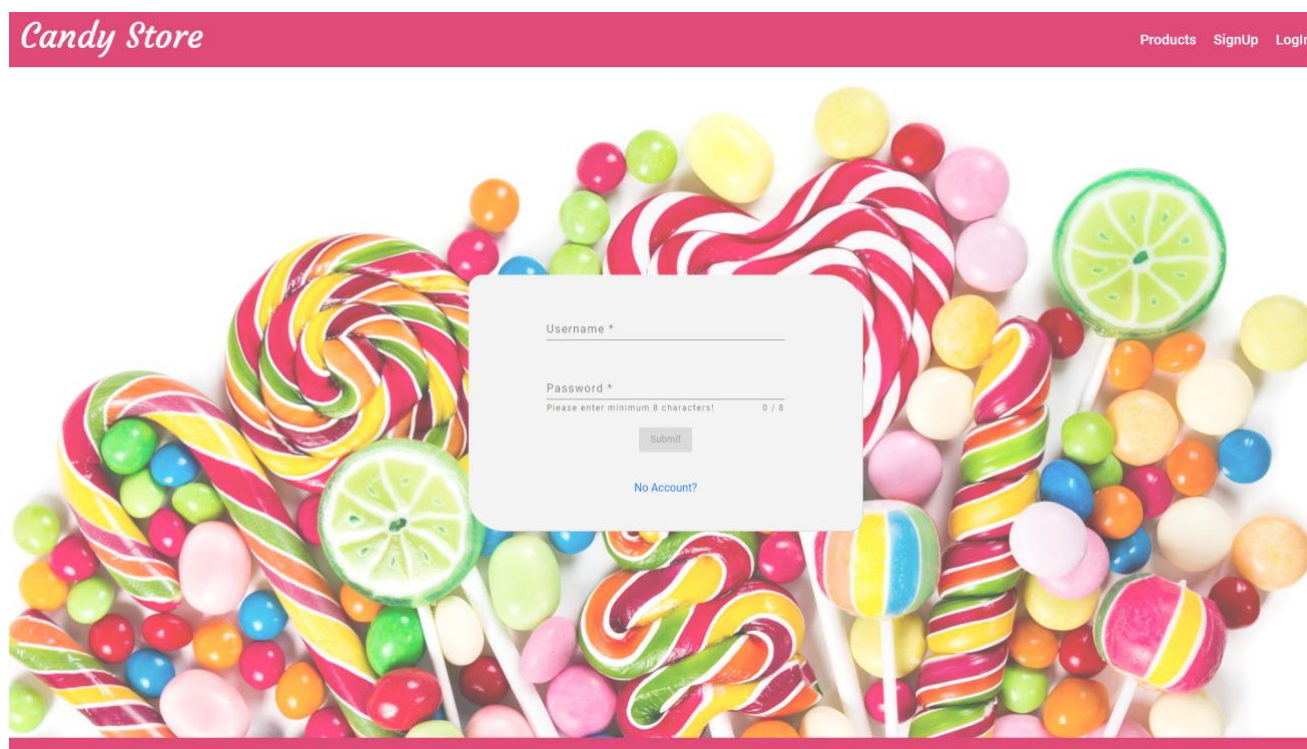 Candy Store
Products SignUp LogIn
Username *
Password *
Please enter minimum 8 characters! 0 / 8
Submit
No Account?